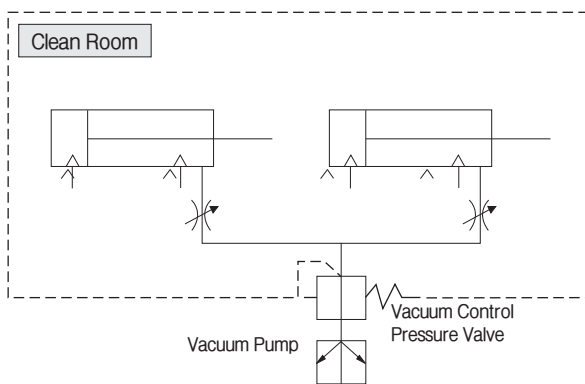 Clean Room
Vacuum Control
Pressure Valve
Vacuum Pump